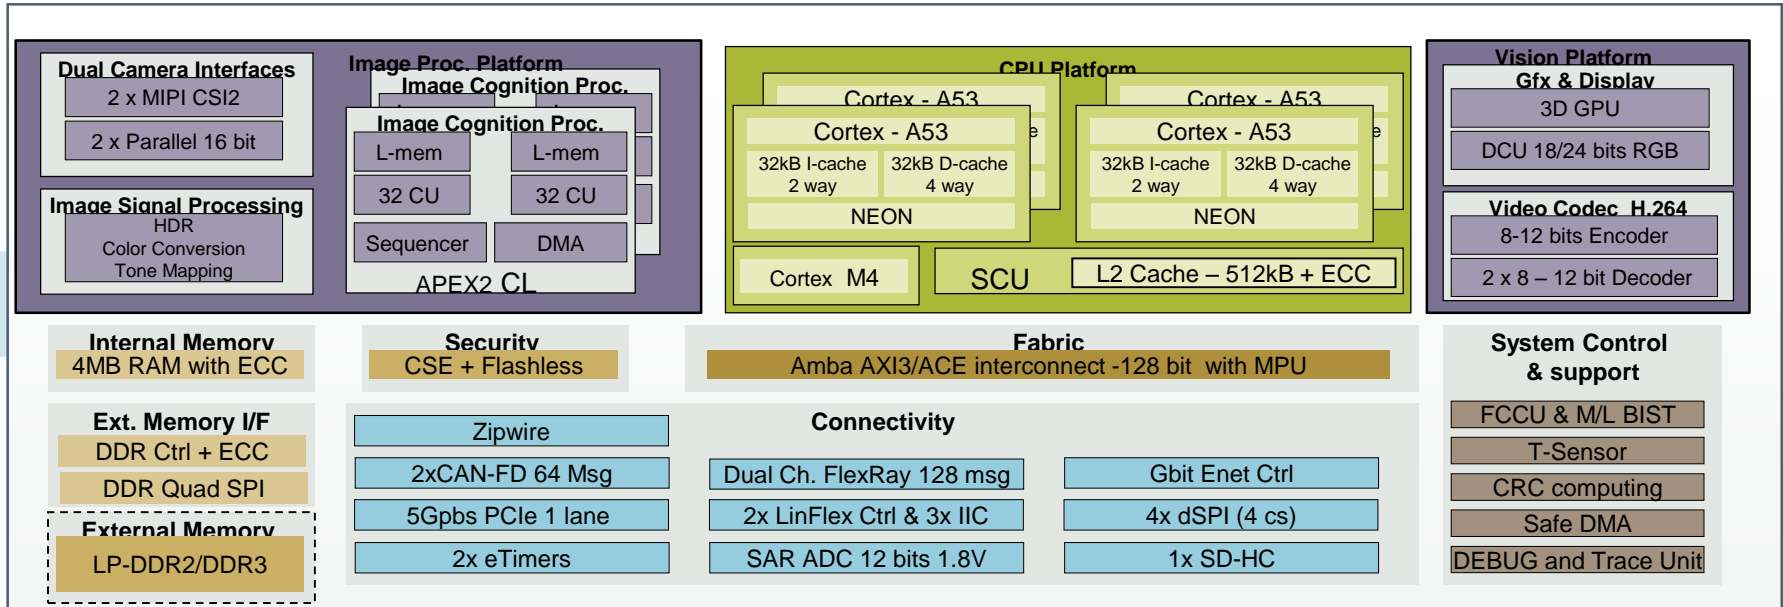 Image Proc. Platform
Dual Camera Interfaces
2 x MIPI CSI2
2 x Parallel 16 bit
Image Signal Processing
HDR
Color Conversion
Tone Mapping
Image Cognition Proc.
Image Cognition Proc.
L-mem
L-mem
32 CU
32 CU
Sequencer
DMA
APEX2 CL
CPU Platform
Cortex - A53
Cortex - A53
32kB I-cache
2 way
32kB D-cache
4 way
NEON
Cortex - A53
Cortex - A53
32kB I-cache
2 way
32kB D-cache
4 way
NEON
Cortex M4
SCU
L2 Cache – 512kB + ECC
Vision Platform
Gfx & Display
3D GPU
DCU 18/24 bits RGB
Video Codec H.264
8-12 bits Encoder
2 x 8 – 12 bit Decoder
Internal Memory
4MB RAM with ECC
Security
CSE + Flashless
Fabric
Amba AXI3/ACE interconnect -128 bit with MPU
Ext. Memory I/F
DDR Ctrl + ECC
DDR Quad SPI
External Memory
LP-DDR2/DDR3
Connectivity
Zipwire
2xCAN-FD 64 Msg
5Gpbs PCIe 1 lane
2x eTimers
Dual Ch. FlexRay 128 msg
2x LinFlex Ctrl & 3x IIC
SAR ADC 12 bits 1.8V
Gbit Enet Ctrl
4x dSPI (4 cs)
1x SD-HC
System Control
& support
FCCU & M/L BIST
T-Sensor
CRC computing
Safe DMA
DEBUG and Trace Unit